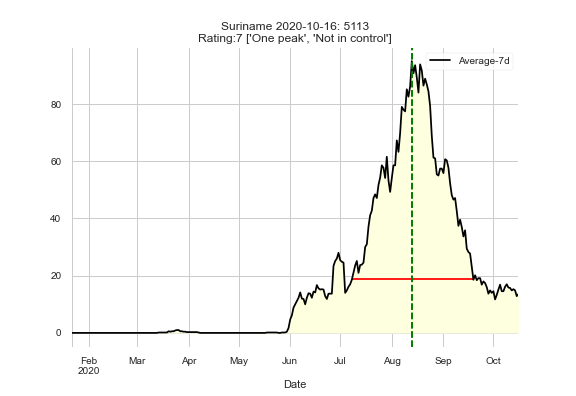 Suriname 2020-10-16: 5113
Rating:7 ['One peak', 'Not in control']
Average-7d
80
60
40
20
0
Feb Mar Apr May Jun Jul Aug Sep Oct
2020
Date